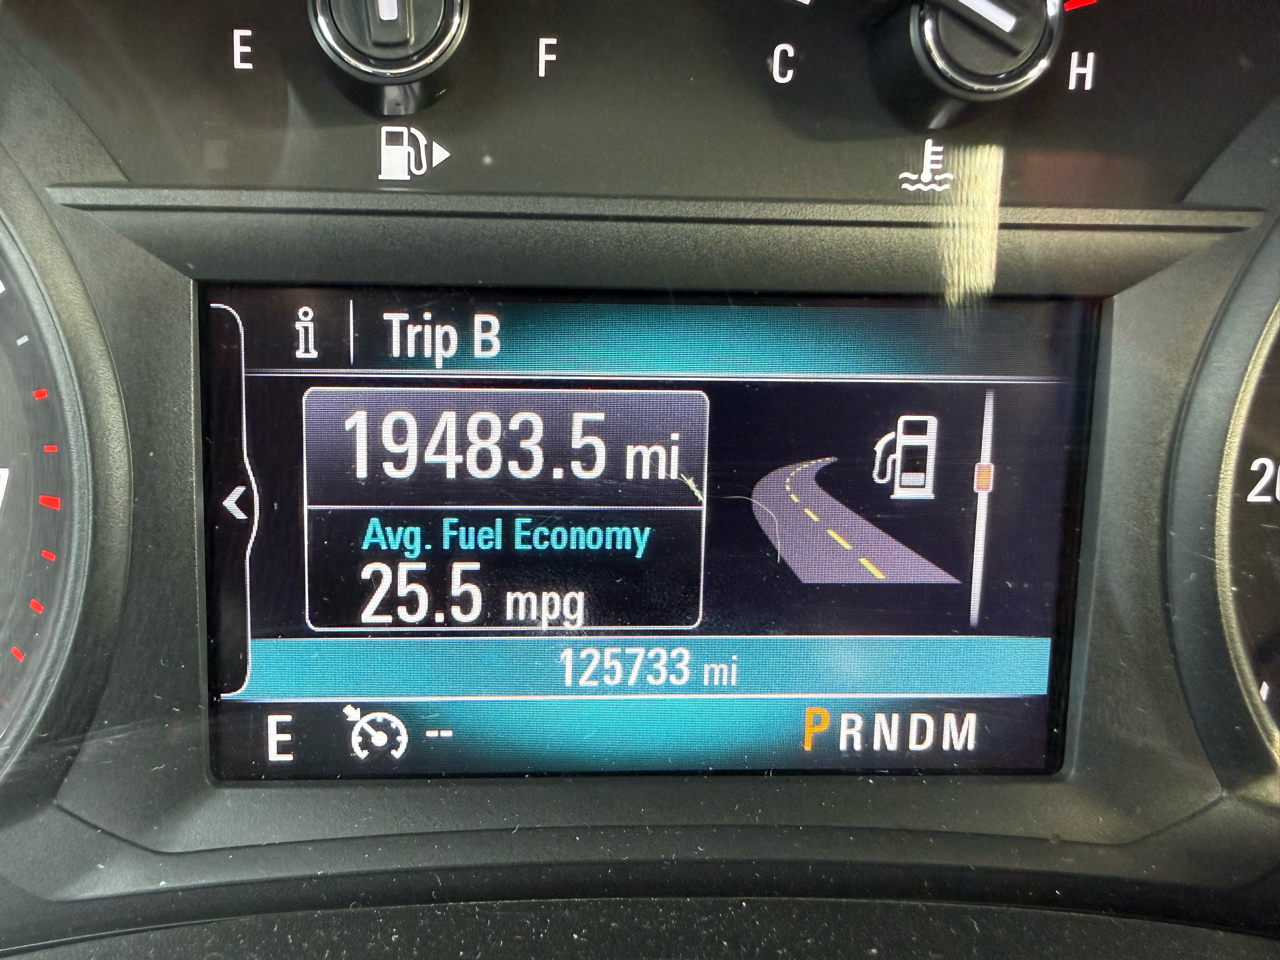 E F C H
i Trip B
19483.5 mi
Avg. Fuel Economy
25.5 mpg
125733 mi
E -- PRNDM